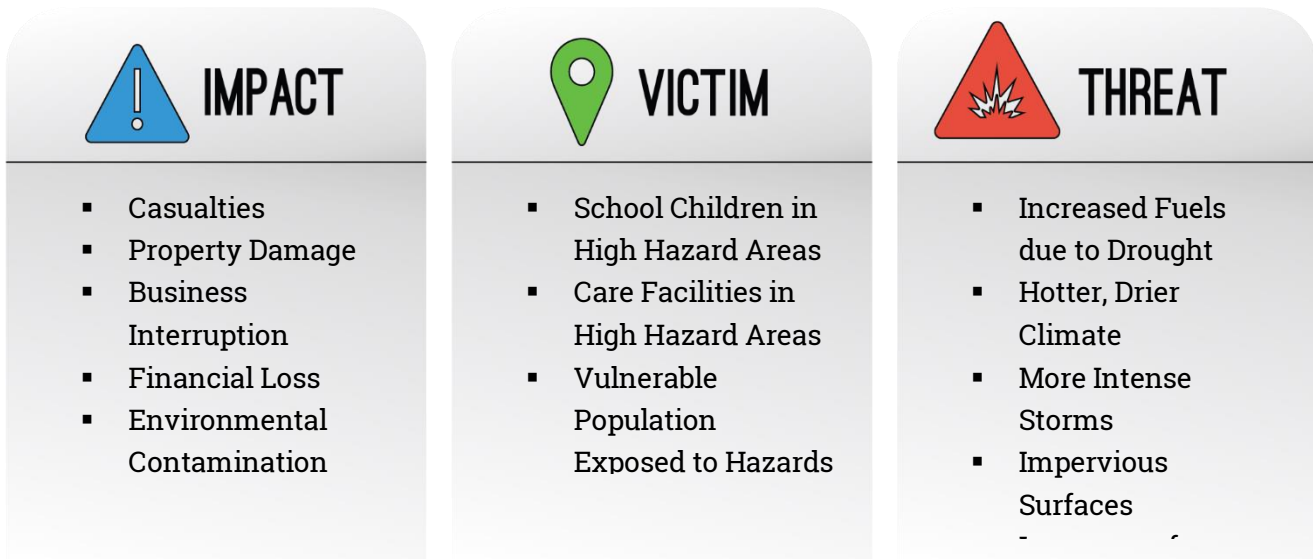 IMPACT
▪ Casualties
▪ Property Damage
▪ Business
Interruption
▪ Financial Loss
▪ Environmental
Contamination
VICTIM
▪ School Children in
High Hazard Areas
▪ Care Facilities in
High Hazard Areas
▪ Vulnerable
Population
Exposed to Hazards
THREAT
▪ Increased Fuels
due to Drought
▪ Hotter, Drier
Climate
▪ More Intense
Storms
▪ Impervious
Surfaces